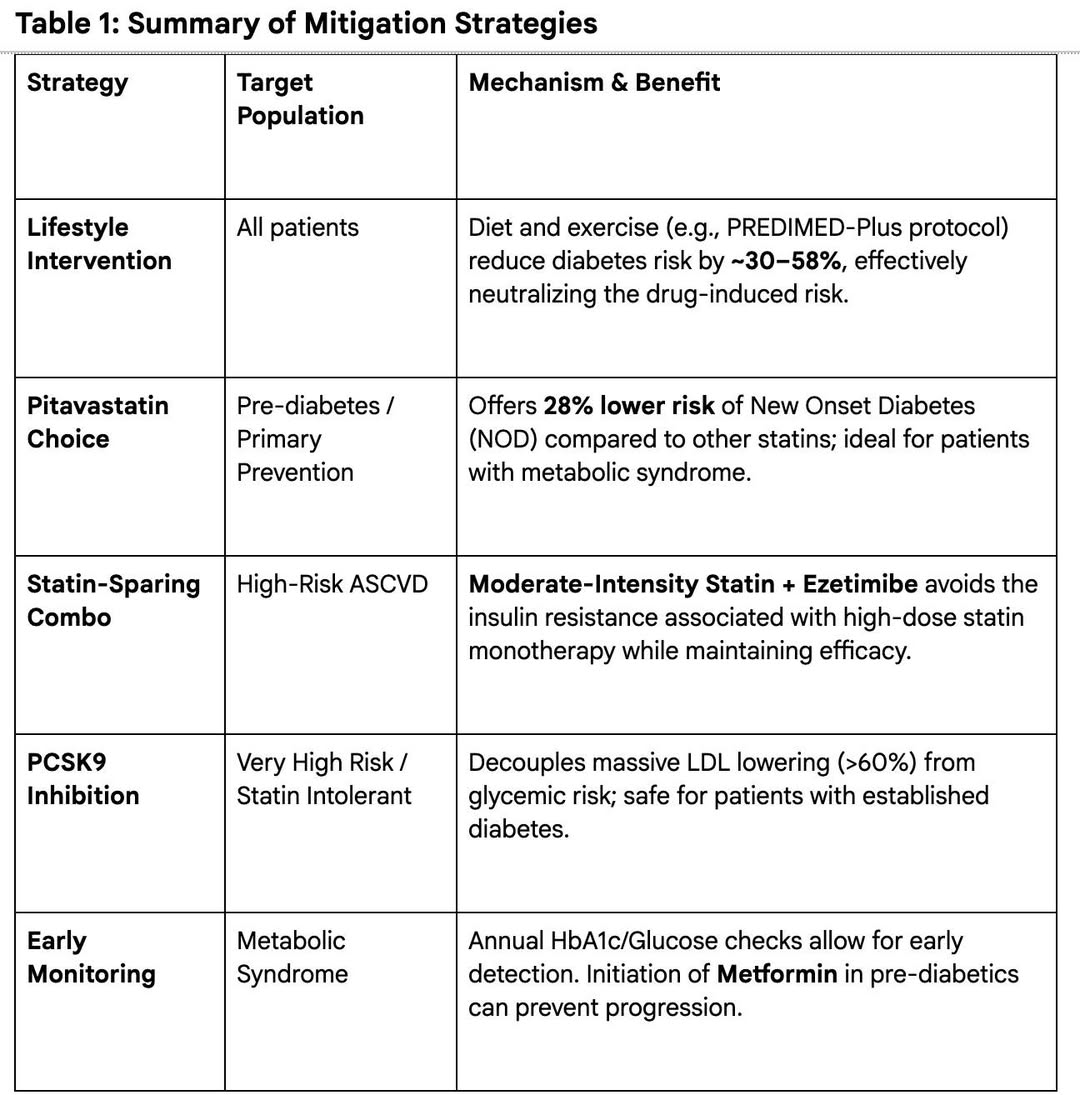 Table 1: Summary of Mitigation Strategies
Strategy
Target
Population
Mechanism & Benefit
Lifestyle
Intervention
All patients
Diet and exercise (e.g., PREDIMED-Plus protocol)
reduce diabetes risk by ~30–58%, effectively
neutralizing the drug-induced risk.
Pitavastatin
Choice
Pre-diabetes /
Primary
Prevention
Offers 28% lower risk of New Onset Diabetes
(NOD) compared to other statins; ideal for patients
with metabolic syndrome.
Statin-Sparing
Combo
High-Risk ASCVD
Moderate-Intensity Statin + Ezetimibe avoids the
insulin resistance associated with high-dose statin
monotherapy while maintaining efficacy.
PCSK9
Inhibition
Very High Risk /
Statin Intolerant
Decouples massive LDL lowering (>60%) from
glycemic risk; safe for patients with established
diabetes.
Early
Monitoring
Metabolic
Syndrome
Annual HbA1c/Glucose checks allow for early
detection. Initiation of Metformin in pre-diabetics
can prevent progression.